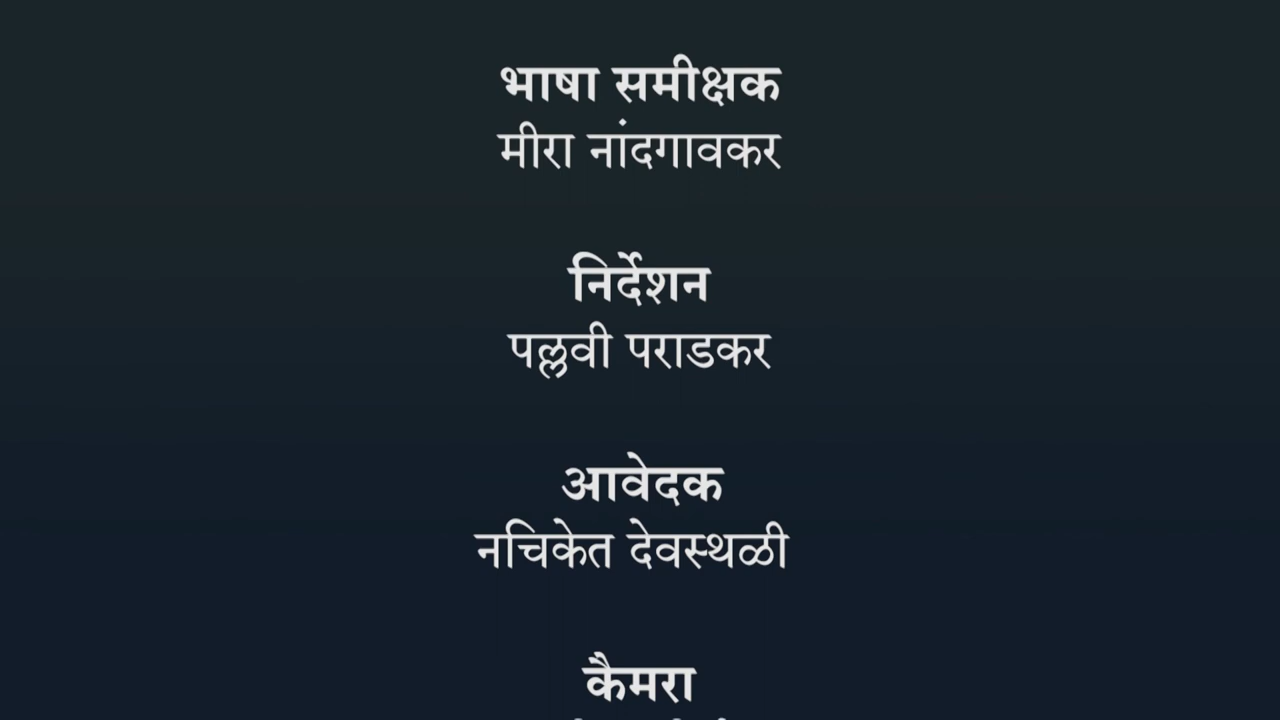 भाषा समीक्षक
मीरा नांदगावकर
निर्देशन
पल्लवी पराडकर
आवेदक
नचिकेत देवस्थळी
कैमरा